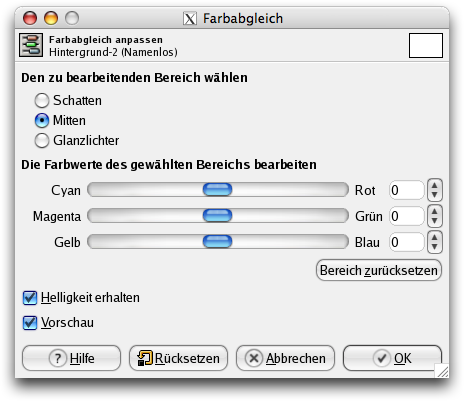 Farbabgleich
Farbabgleich anpassen
Hintergrund-2 (Namenlos)
Den zu bearbeitenden Bereich wählen
Schatten
Mitten
Glanzlichter
Die Farbwerte des gewählten Bereichs bearbeiten
Cyan Rot 0
Magenta Grün 0
Gelb Blau 0
Bereich zurücksetzen
Helligkeit erhalten
Vorschau
Hilfe Rücksetzen Abbrechen OK